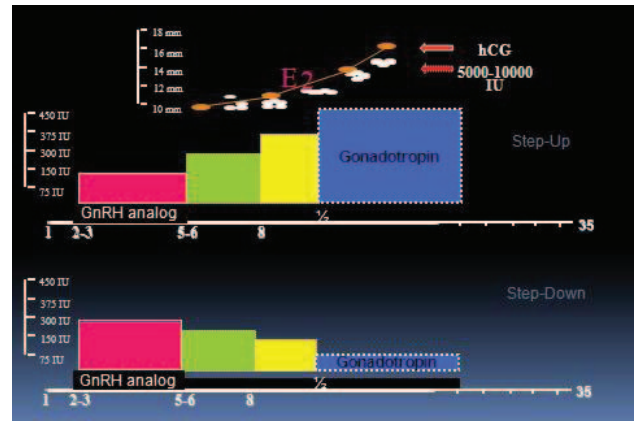 18 mm
16 mm
14 mm
12 mm
10 mm
E2
hCG
5000-10000
IU
450 IU
375 IU
300 IU
150 IU
75 IU
Gonadotropin
Step-Up
GnRH analog
½
1 2-3 5-6 8 35
450 IU
375 IU
300 IU
150 IU
75 IU
Step-Down
Gonadotropin
GnRH analog
½
1 2-3 5-6 8 35